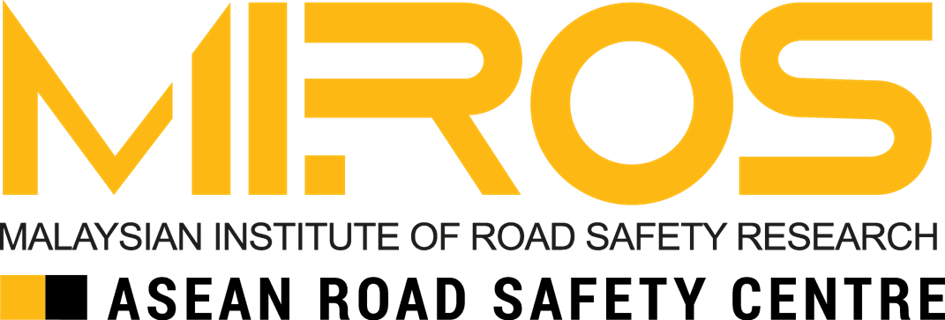 MIROS
MALAYSIAN INSTITUTE OF ROAD SAFETY RESEARCH
ASEAN ROAD SAFETY CENTRE